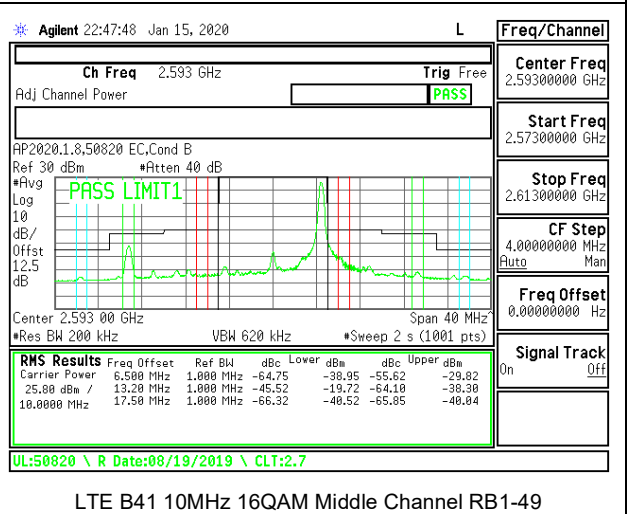 Agilent 22:47:48 Jan 15, 2020 L Freq/Channel
Ch Freq 2.593 GHz Trig Free
Adj Channel Power PASS
Center Freq
2.59300000 GHz
Start Freq
2.57300000 GHz
AP2020.1.8,50820 EC,Cond B
Ref 30 dBm #Atten 40 dB
#Avg
Log
10
dB/
Offst
12.5
dB
PASS LIMIT1
Stop Freq
2.61300000 GHz
CF Step
4.00000000 MHz
Auto Man
Freq Offset
0.00000000 Hz
Center 2.593 00 GHz Span 40 MHz^
#Res BW 200 kHz VBW 620 kHz #Sweep 2 s (1001 pts)
Signal Track
On Off
RMS Results Freq Offset Ref BW dBc Lower dBm dBc Upper dBm
Carrier Power 6.500 MHz 1.000 MHz -64.75 -38.95 -55.62 -29.82
25.80 dBm / 13.20 MHz 1.000 MHz -45.52 -19.72 -64.10 -38.30
10.0000 MHz 17.50 MHz 1.000 MHz -66.32 -40.52 -65.85 -40.04
UL:50820 \ R Date:08/19/2019 \ CLT:2.7
LTE B41 10MHz 16QAM Middle Channel RB1-49